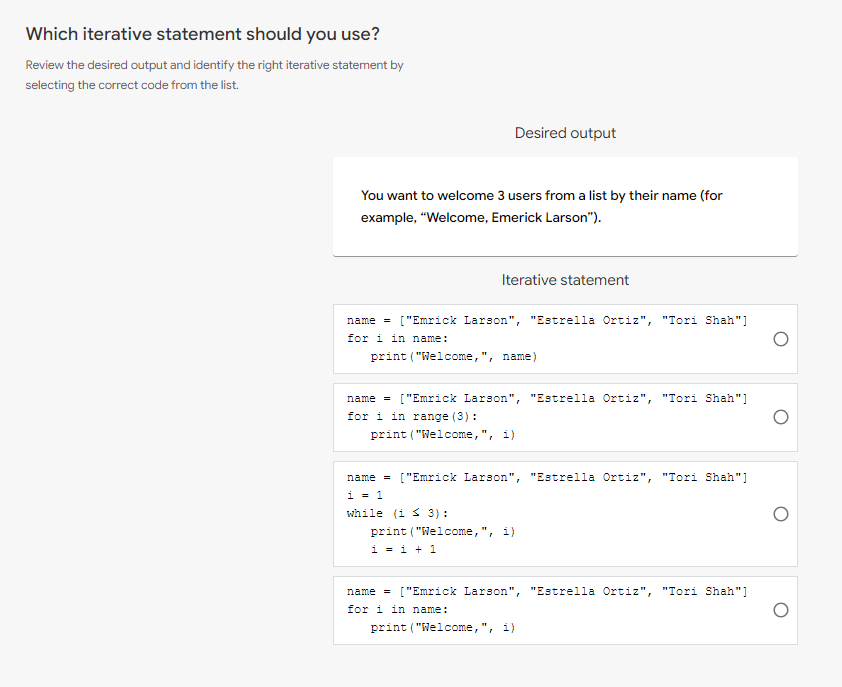 Which iterative statement should you use?
Review the desired output and identify the right iterative statement by
selecting the correct code from the list.
Desired output
You want to welcome 3 users from a list by their name (for
example, “Welcome, Emerick Larson”).
Iterative statement
name = ["Emrick Larson", "Estrella Ortiz", "Tori Shah"]
for i in name:
   print("Welcome,", name)
name = ["Emrick Larson", "Estrella Ortiz", "Tori Shah"]
for i in range(3):
   print("Welcome,", i)
name = ["Emrick Larson", "Estrella Ortiz", "Tori Shah"]
i = 1
while (i ≤ 3):
   print("Welcome,", i)
   i = i + 1
name = ["Emrick Larson", "Estrella Ortiz", "Tori Shah"]
for i in name:
   print("Welcome,", i)